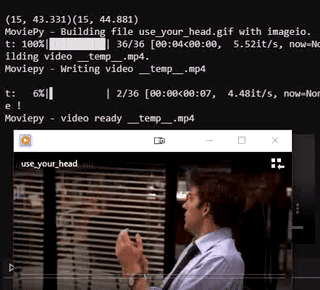 (15, 43.331)(15, 44.881)
MoviePy - Building file use_your_head.gif with imageio.
t: 100%| | 36/36 [00:04<00:00, 5.52it/s, now=Non
ilding video __temp__.mp4.
Moviepy - Writing video __temp__.mp4
t: 6%| | 2/36 [00:00<00:07, 4.48it/s, now=Non
e !
Moviepy - video ready __temp__.mp4
use_your_head